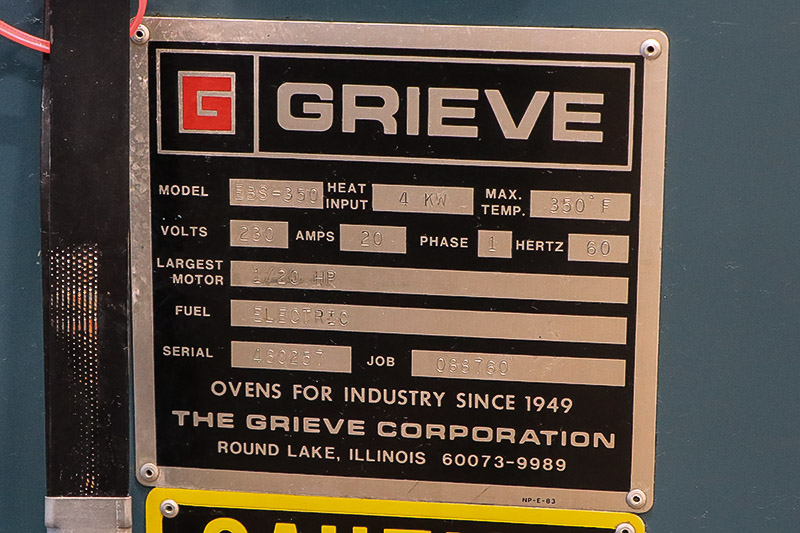 G GRIEVE
MODEL EBS-350 HEAT INPUT 4 KW MAX. TEMP. 350°F
VOLTS 230 AMPS 20 PHASE 1 HERTZ 60
LARGEST MOTOR 1/20 HP
FUEL ELECTRIC
SERIAL 460257 JOB 066760
OVENS FOR INDUSTRY SINCE 1949
THE GRIEVE CORPORATION
ROUND LAKE, ILLINOIS 60073-9989
NP-E-83